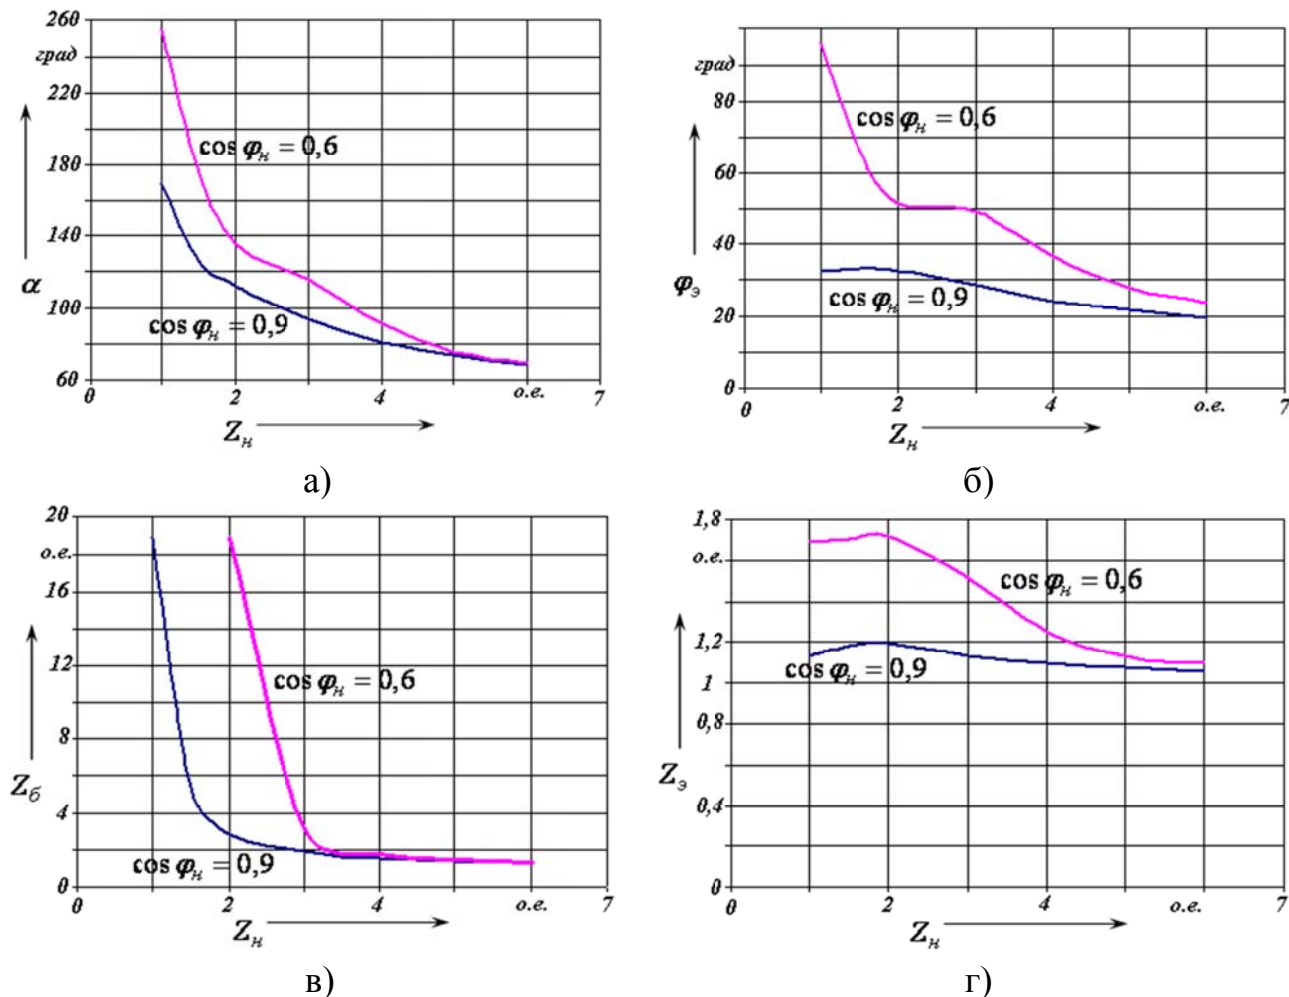 260
град
220
cos φн = 0,6
180
140
α
100
cos φн = 0,9
60
0
2
4
о.е.
7
Zн
а)
град
80
cos φн = 0,6
60
40
φэ
cos φн = 0,9
20
0
0
2
4
о.е.
7
Zн
б)
20
о.е.
16
12
cos φн = 0,6
8
Zб
4
cos φн = 0,9
0
0
2
4
о.е.
7
Zн
в)
1,8
о.е.
cos φн = 0,6
1,2
cos φн = 0,9
1
0,8
Zэ
0,4
0
0
2
4
о.е.
7
Zн
г)